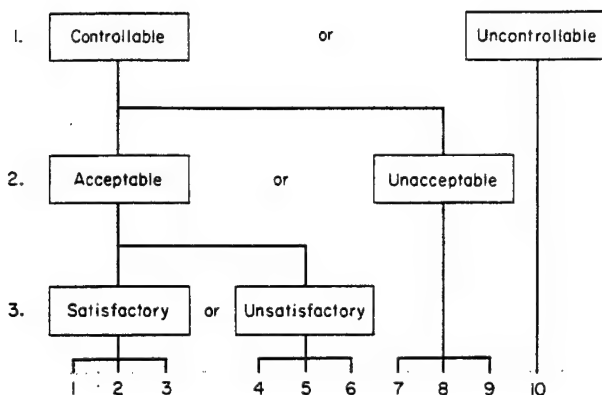 1. Controllable or Uncontrollable
2. Acceptable or Unacceptable
3. Satisfactory or Unsatisfactory
1 2 3 4 5 6 7 8 9 10